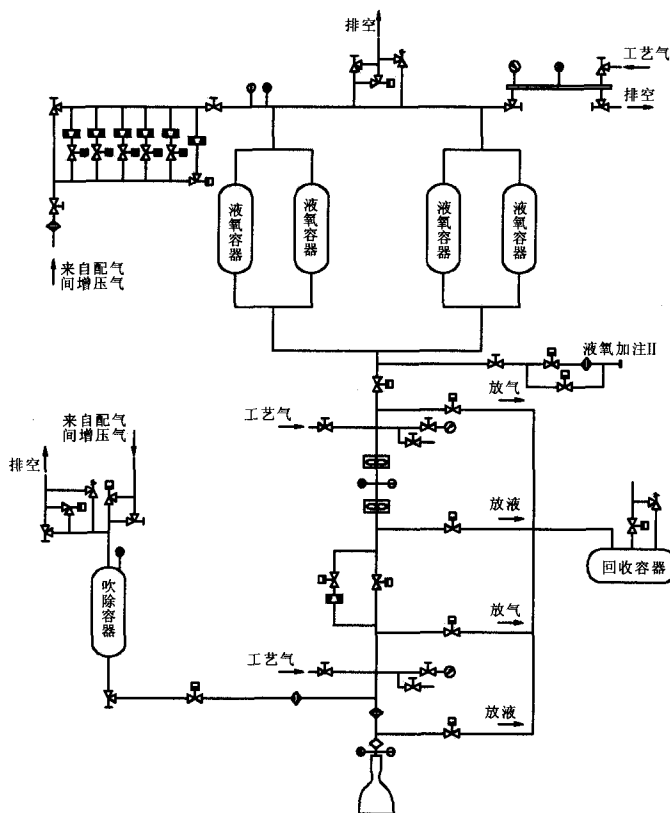 排空
工艺气
排空
液氧容器
液氧容器
液氧容器
液氧容器
来自配气
间增压气
液氧加注II
放气
工艺气
来自配气
间增压气
排空
放液
回收容器
吹除容器
放气
工艺气
放液